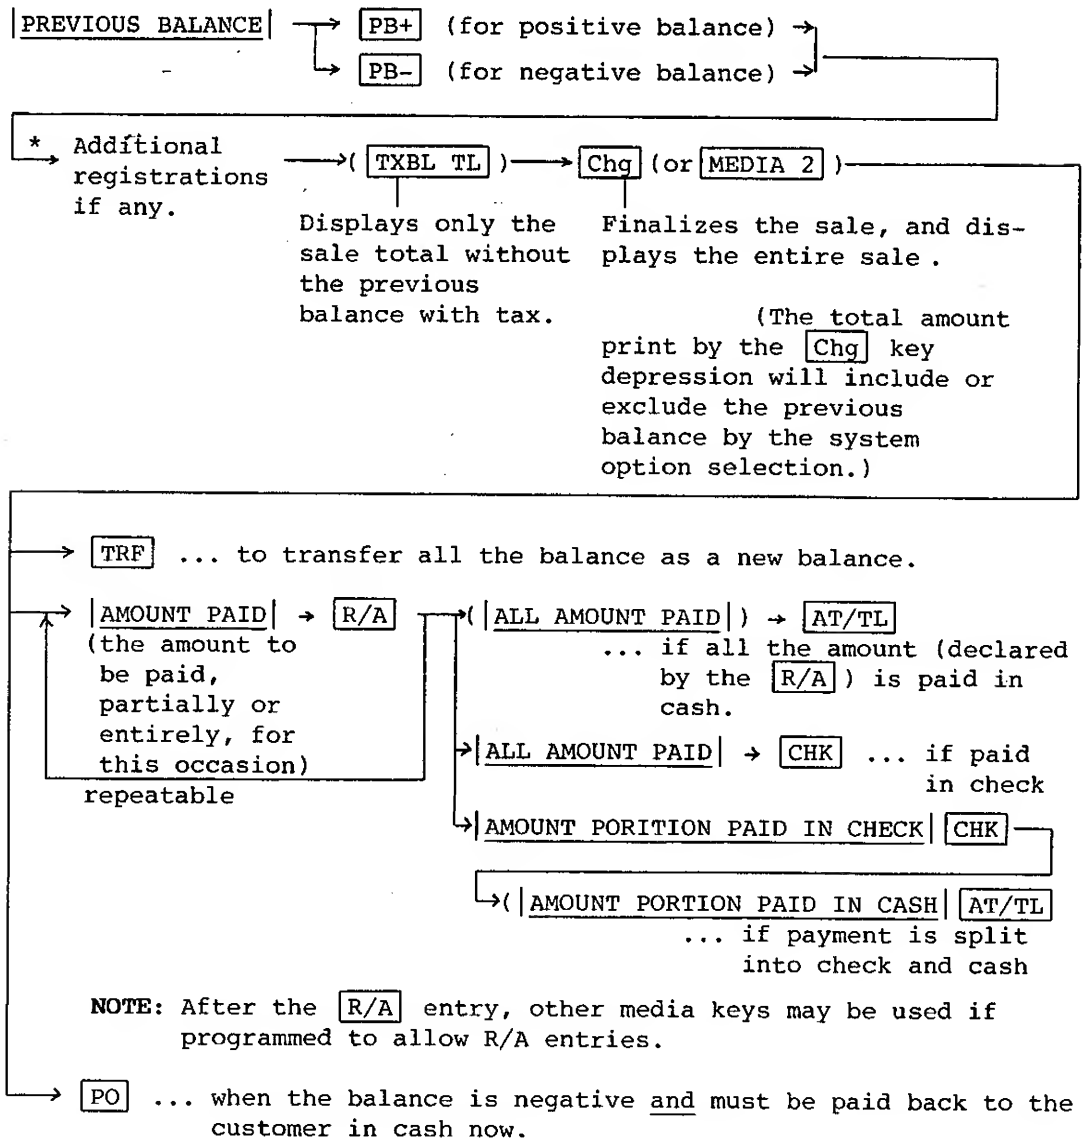 PREVIOUS BALANCE → PB+ (for positive balance) →
→ PB- (for negative balance) →
* Additional registrations if any. → ( TXBL TL ) → Chg (or MEDIA 2 )
Displays only the
sale total without
the previous
balance with tax.
Finalizes the sale, and dis-
plays the entire sale .
(The total amount
print by the Chg key
depression will include or
exclude the previous
balance by the system
option selection.)
→ TRF ... to transfer all the balance as a new balance.
→ AMOUNT PAID → R/A
(the amount to
be paid,
partially or
entirely, for
this occasion)
repeatable
→( ALL AMOUNT PAID ) → AT/TL
... if all the amount (declared
by the R/A ) is paid in
cash.
→ ALL AMOUNT PAID → CHK ... if paid
in check
→ AMOUNT PORITION PAID IN CHECK CHK
→( AMOUNT PORTION PAID IN CASH AT/TL
... if payment is split
into check and cash
NOTE: After the R/A entry, other media keys may be used if
programmed to allow R/A entries.
→ PO ... when the balance is negative and must be paid back to the
customer in cash now.